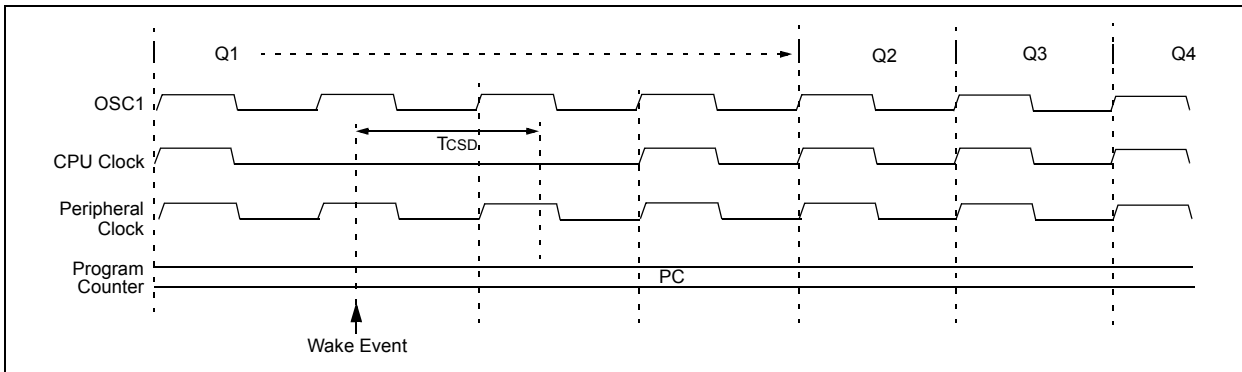 Q1 Q2 Q3 Q4
OSC1
TCSD
CPU Clock
Peripheral
Clock
Program
Counter
PC
Wake Event